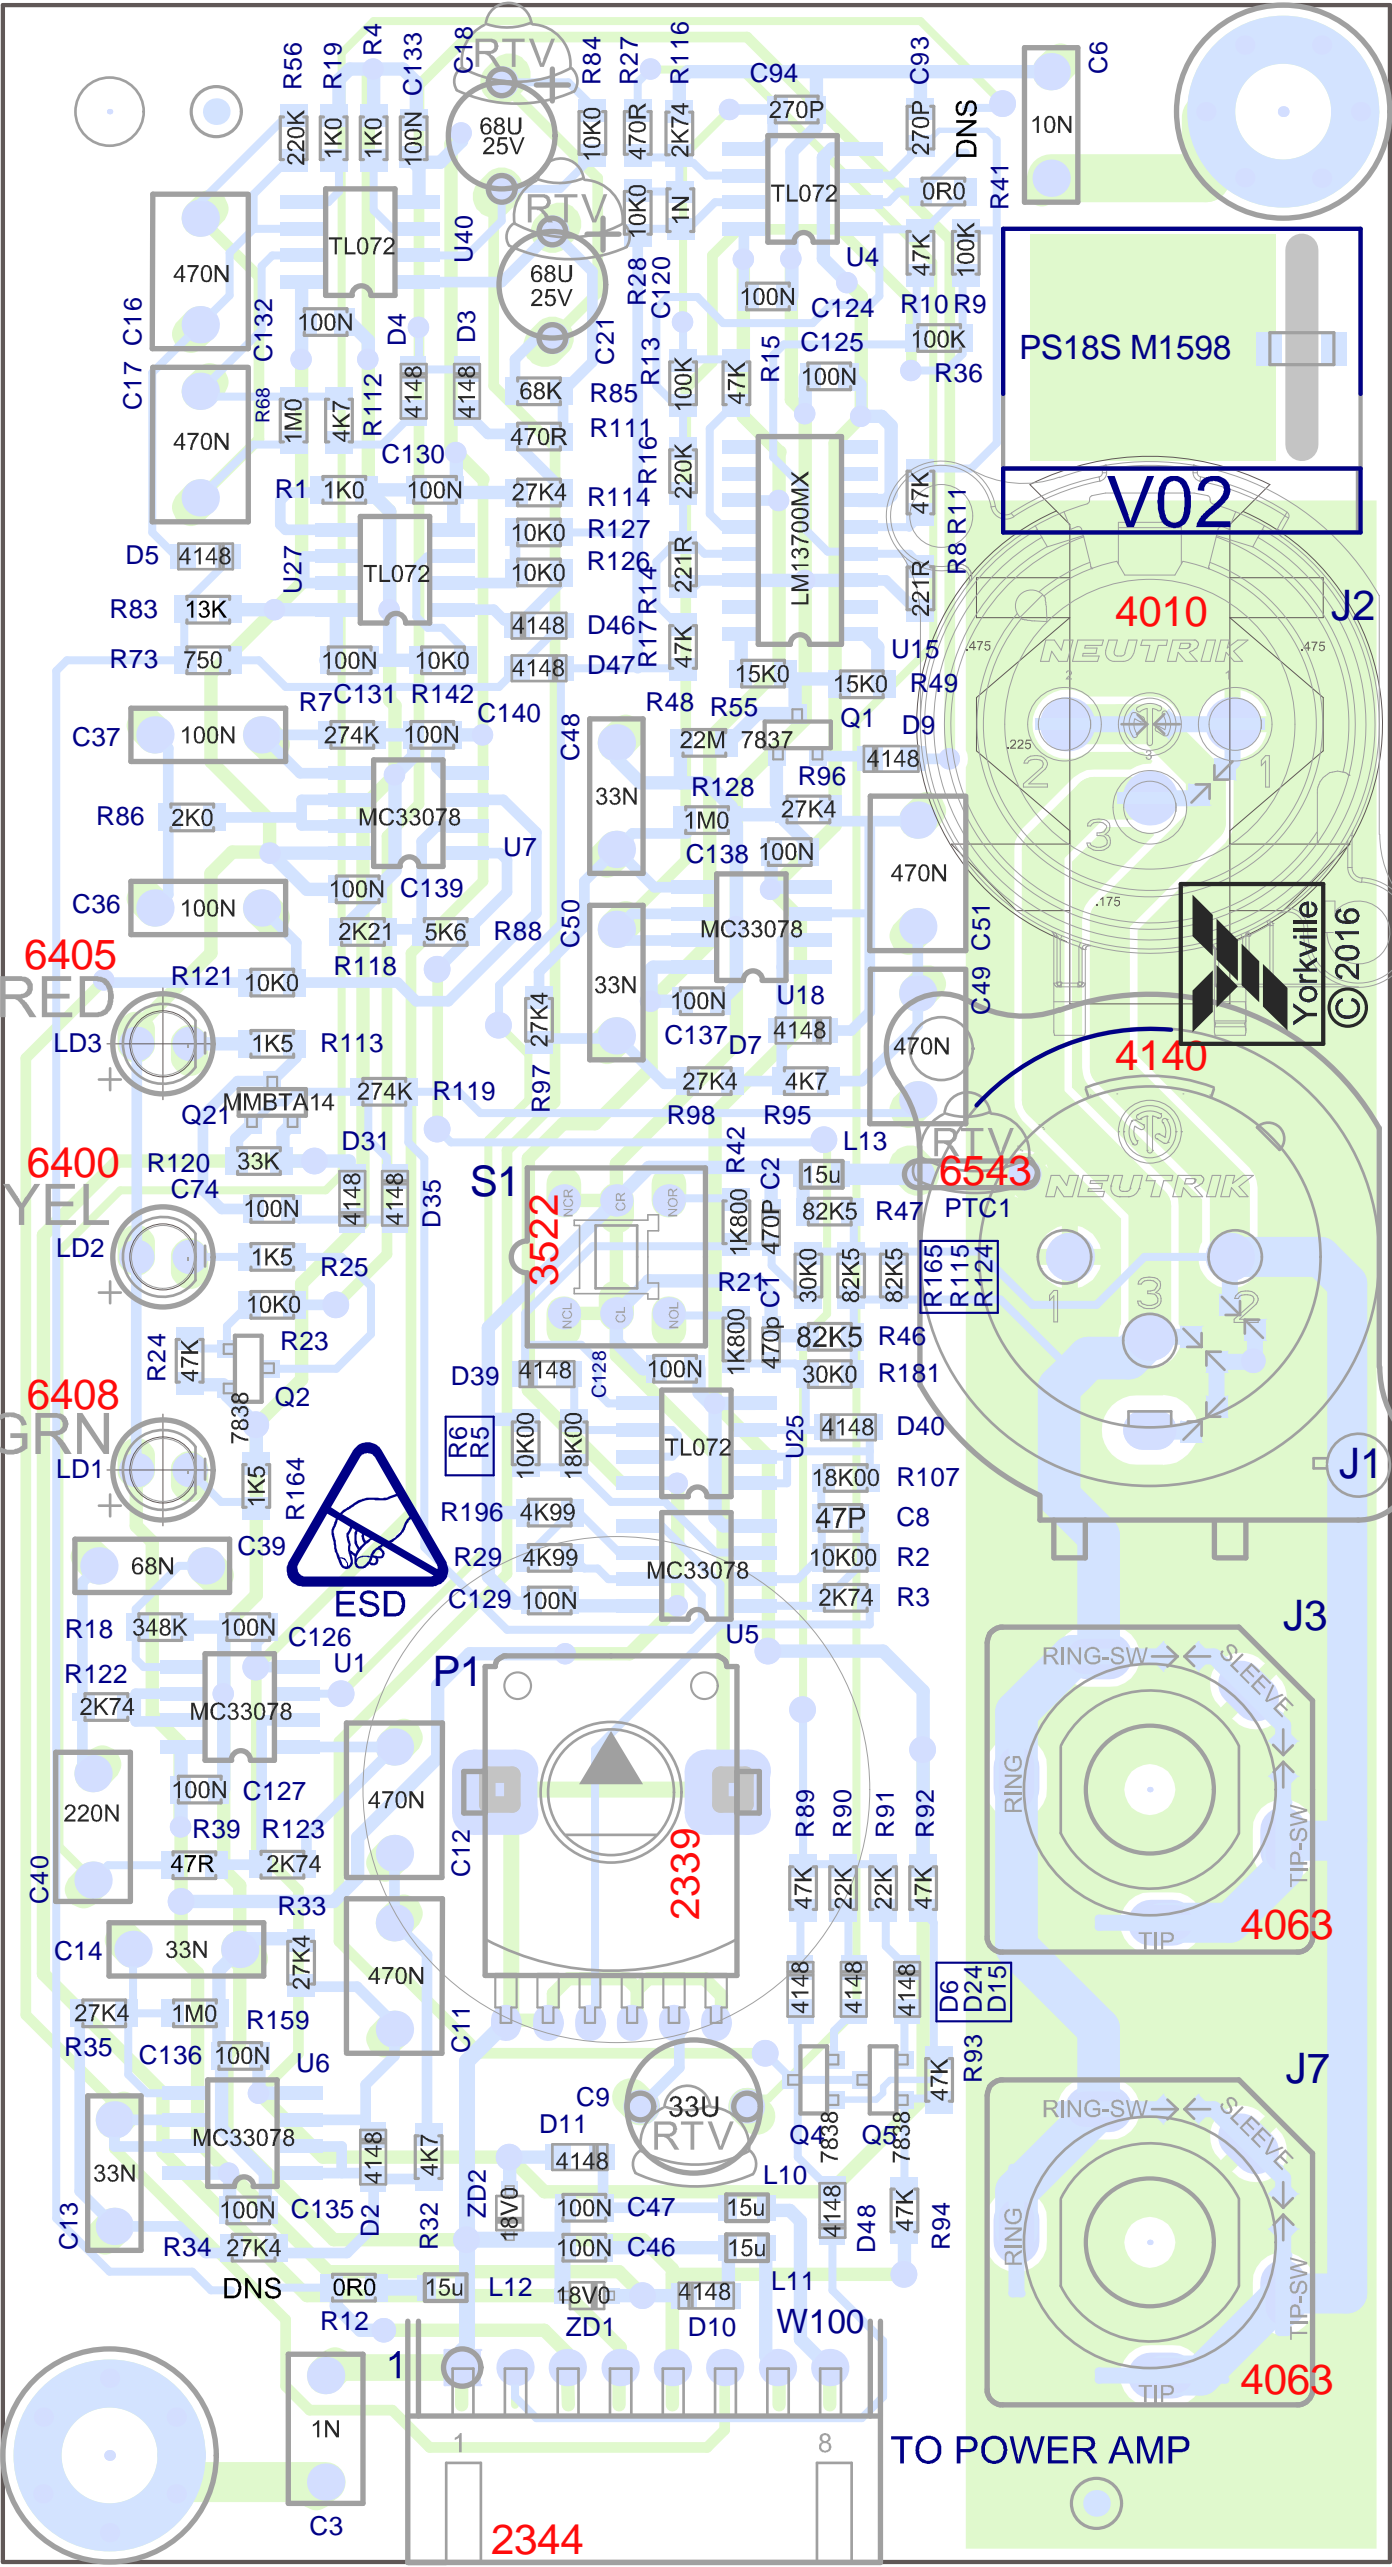 R56
R19
R4
C133
C18
RTV
+
R84
R27
R116
C94
C93
C6
220K
1K0
1K0
100N
68U
25V
10K0
470R
2K74
270P
270P
DNS
10N
TL072
U40
RTV
+
10K0
1N
TL072
0R0
R41
470N
C16
C132
100N
D4
D3
68U
25V
R28
C120
100N
U4
C124
47K
100K
R10
R9
C17
C21
R13
R15
C125
100K
R36
PS18S M1598
470N
R68
1M0
4K7
R112
4148
4148
68K
R85
100K
47K
100N
470R
R111
C130
R16
220K
R1
1K0
100N
27K4
R114
LM13700MX
47K
R11
V02
D5
4148
U27
TL072
10K0
R127
10K0
R126
R14
221R
R8
221R
R83
13K
4148
D46
4010
J2
R73
750
100N
10K0
4148
D47
R17
47K
U15
NEUTRIK
.475
.475
R7
C131
R142
C140
R48
R55
15K0
15K0
R49
C37
100N
274K
100N
C48
22M
7837
Q1
D9
4148
.225
2
1
3
R86
2K0
MC33078
U7
33N
R128
R96
27K4
1M0
C138
100N
C36
100N
100N
C139
470N
.175
2K21
5K6
R88
C50
MC33078
C51
6405
RED
R121
10K0
R118
33N
100N
U18
C49
Yorkville
© 2016
LD3
+
1K5
R113
27K4
C137
D7
4148
470N
4140
MMBTA14
Q21
274K
R119
R97
27K4
R98
4K7
R95
RTV
NEUTRIK
6400
YEL
R120
33K
D31
C74
100N
4148
4148
D35
S1
3522
NCR
CR
NOR
NCL
CL
NOL
R42
C2
L13
15u
6543
PTC1
1K800
470P
82K5
R47
LD2
+
1K5
R25
R21
C1
30K0
82K5
82K5
R165
R115
R124
1
3
2
10K0
R23
R24
47K
7838
Q2
1K800
470p
82K5
R46
D39
4148
C128
100N
30K0
R181
6408
GRN
LD1
+
1K5
R164
R6
R5
10K00
18K00
TL072
U25
4148
D40
J1
18K00
R107
R196
4K99
47P
C8
C39
68N
ESD
R29
4K99
MC33078
10K00
R2
C129
100N
2K74
R3
R18
348K
100N
C126
U5
J3
R122
2K74
U1
MC33078
P1
RING-SW
SLEEVE
RING
TIP-SW
TIP
4063
220N
C40
100N
C127
470N
C12
2339
R39
R123
47R
2K74
R89
R90
R91
R92
47K
22K
22K
47K
R33
C14
33N
27K4
470N
C11
4148
4148
4148
D6
D24
D15
27K4
R35
1M0
R159
C136
100N
U6
R93
47K
J7
C9
33U
RTV
D11
4148
Q4
7838
Q5
7838
RING-SW
SLEEVE
RING
TIP-SW
TIP
4063
33N
C13
MC33078
4148
D2
4K7
R32
ZD2
18V0
L10
100N
C135
100N
C47
15u
4148
D48
47K
R94
R34
27K4
100N
C46
15u
L11
DNS
0R0
R12
15u
L12
18V0
ZD1
4148
D10
W100
1
1N
C3
1
8
TO POWER AMP
2344